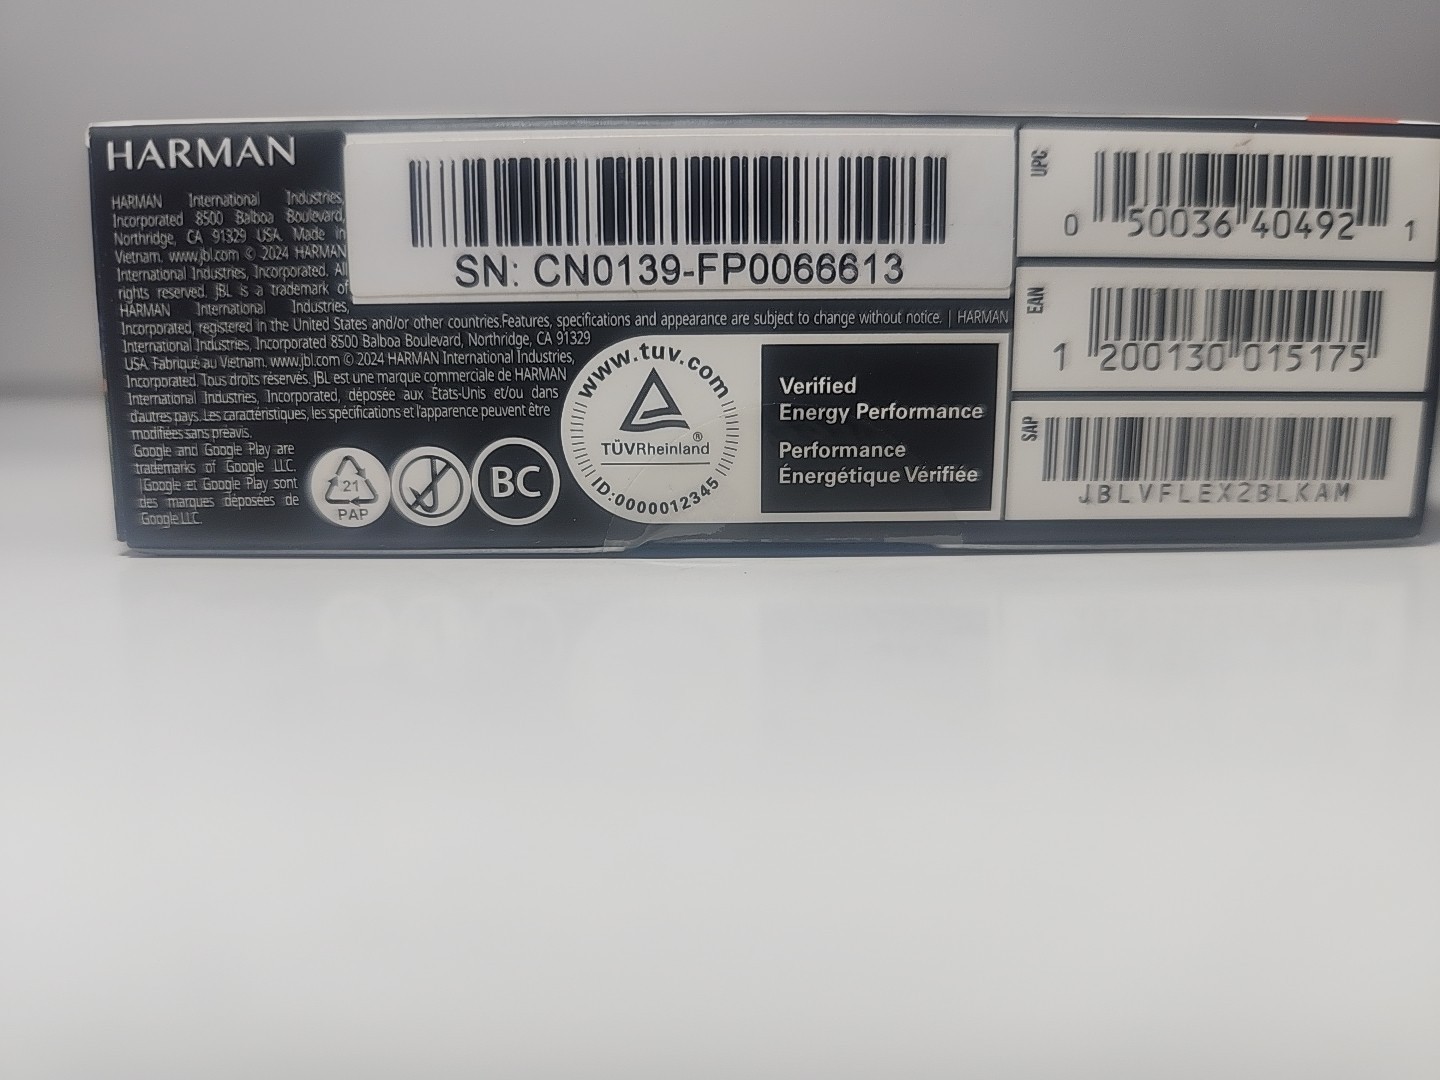 HARMAN
HARMAN International Industries,
Incorporated 8500 Balboa Boulevard,
Northridge, CA 91329 USA. Made in
Vietnam. www.jbl.com © 2024 HARMAN
International Industries, Incorporated. All
rights reserved. JBL is a trademark of
HARMAN International Industries,
Incorporated, registered in the United States and/or other countries.Features, specifications and appearance are subject to change without notice. | HARMAN
International Industries, Incorporated 8500 Balboa Boulevard, Northridge, CA 91329
USA. Fabriqué au Vietnam. www.jbl.com © 2024 HARMAN International Industries,
Incorporated. Tous droits réservés. JBL est une marque commerciale de HARMAN
International Industries, Incorporated, déposée aux États-Unis et/ou dans
d'autres pays. Les caractéristiques, les spécifications et l'apparence peuvent être
modifiées sans préavis.
Google and Google Play are
trademarks of Google LLC.
|Google et Google Play sont
des marques déposées de
Google LLC.
21
PAP
BC
SN: CN0139-FP0066613
www.tuv.com
TÜVRheinland®
ID:0000012345
Verified
Energy Performance
Performance
Énergétique Vérifiée
UPC
0 50036 40492 1
EAN
1 200130 015175
SAP
JBLVFLEX2BLKAM